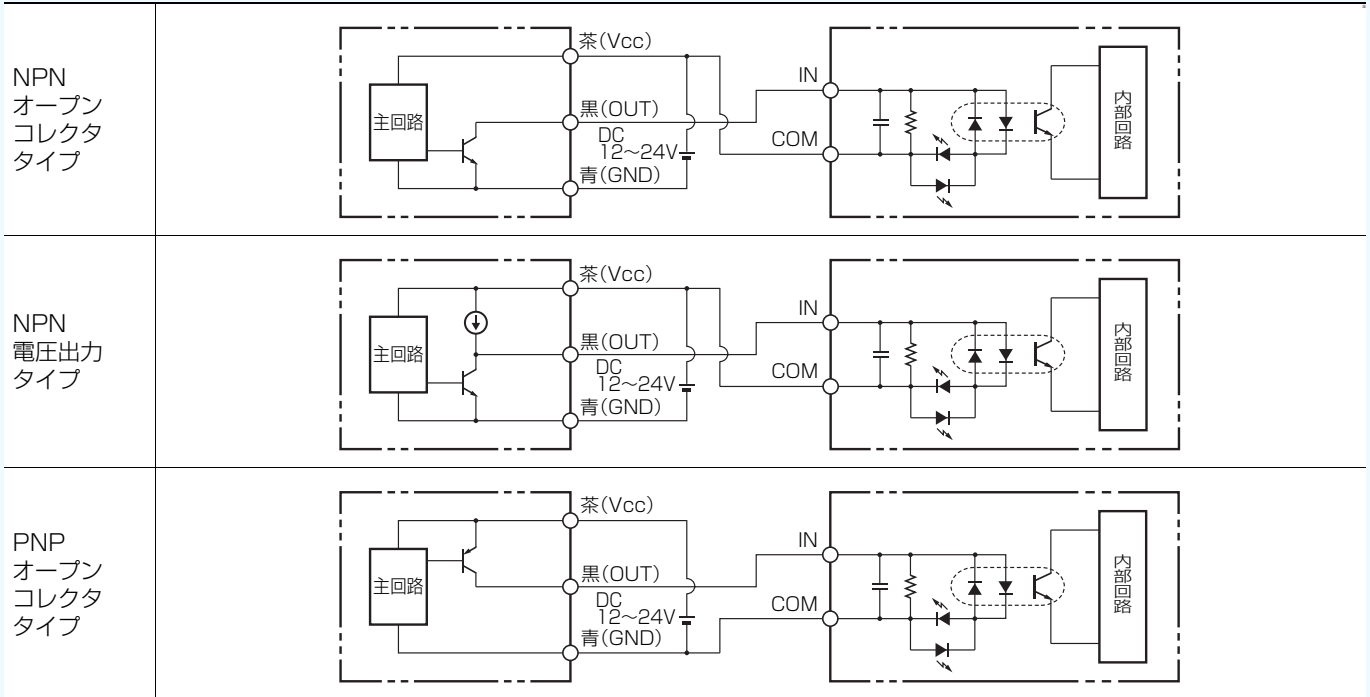 NPN
オープン
コレクタ
タイプ
主回路
茶(Vcc)
黒(OUT)
DC
12～24V
青(GND)
IN
COM
内部回路
NPN
電圧出力
タイプ
主回路
茶(Vcc)
黒(OUT)
DC
12～24V
青(GND)
IN
COM
内部回路
PNP
オープン
コレクタ
タイプ
主回路
茶(Vcc)
黒(OUT)
DC
12～24V
青(GND)
IN
COM
内部回路